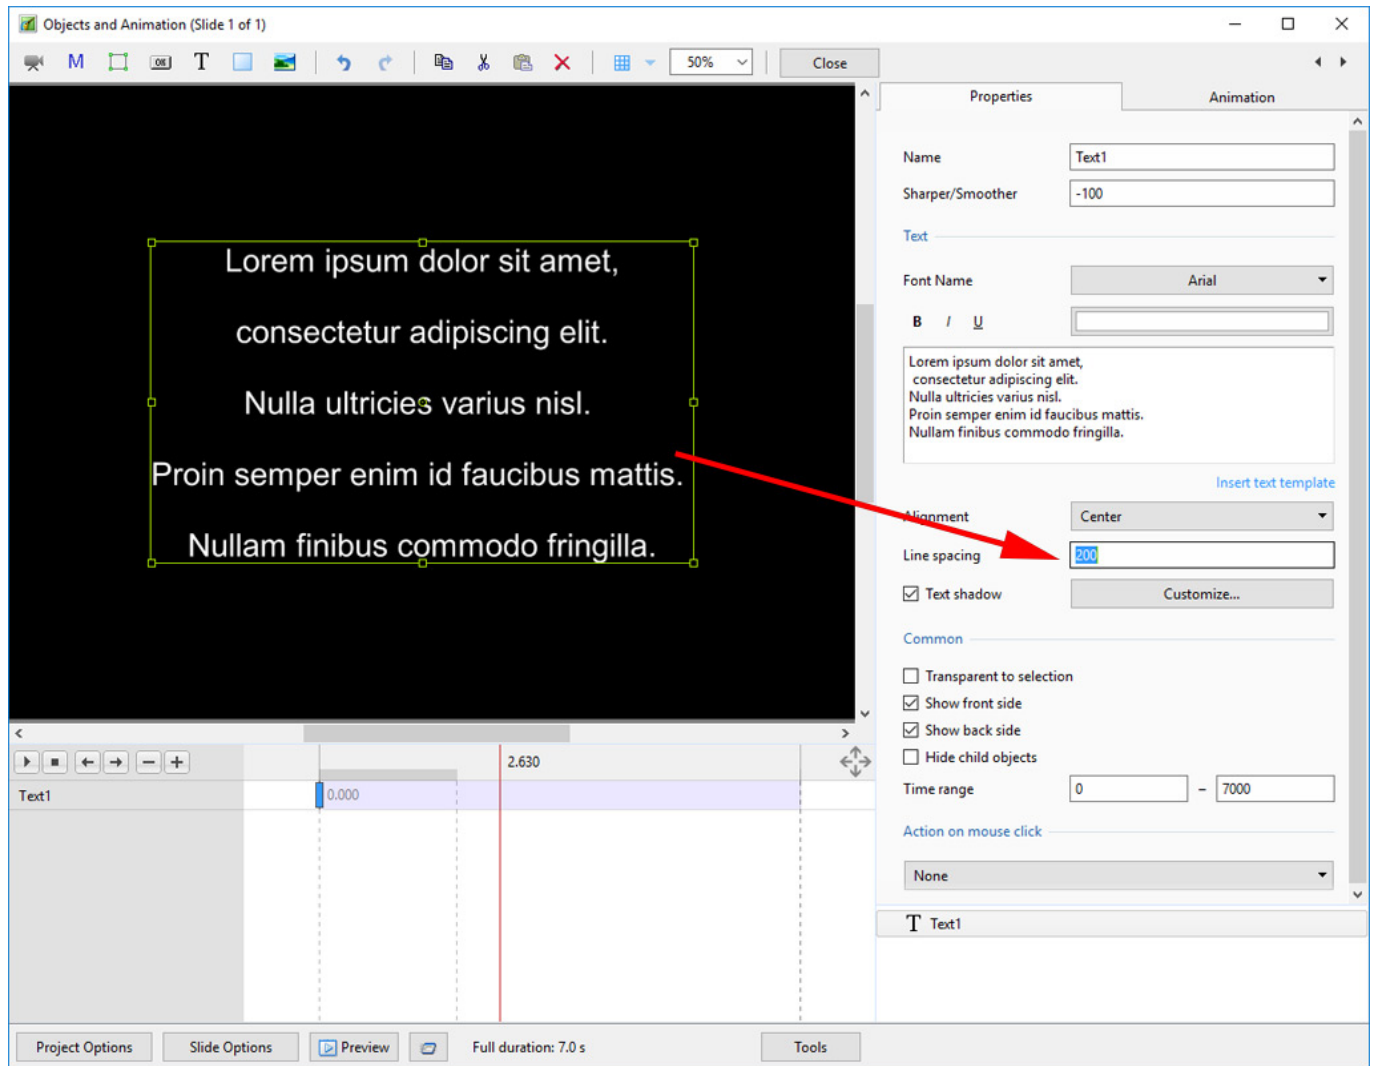 Objects and Animation (Slide 1 of 1)
M OK T 50% Close
Properties Animation
Name Text1
Sharper/Smoother -100
Text
Font Name Arial
B I U
Lorem ipsum dolor sit amet,
consectetur adipiscing elit.
Nulla ultricies varius nisl.
Proin semper enim id faucibus mattis.
Nullam finibus commodo fringilla.
Insert text template
Alignment Center
Line spacing 200
Text shadow Customize...
Common
Transparent to selection
Show front side
Show back side
Hide child objects
Time range 0 – 7000
Action on mouse click
None
T Text1
Lorem ipsum dolor sit amet,
consectetur adipiscing elit.
Nulla ultricies varius nisl.
Proin semper enim id faucibus mattis.
Nullam finibus commodo fringilla.
2.630
Text1 0.000
Project Options Slide Options Preview Full duration: 7.0 s Tools